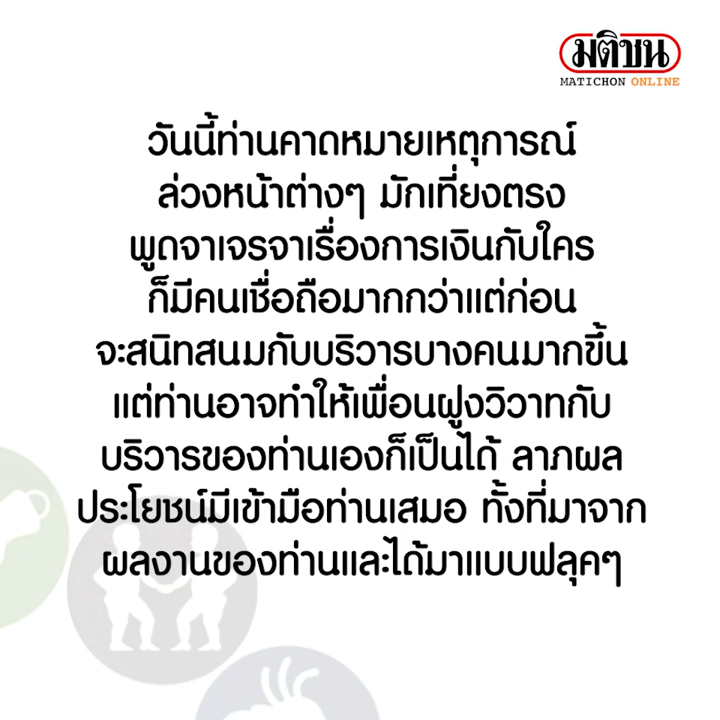 มติชน
MATICHON ONLINE
วันนี้ท่านคาดหมายเหตุการณ์
ล่วงหน้าต่างๆ มักเที่ยงตรง
พูดจาเจรจาเรื่องการเงินกับใคร
ก็มีคนเชื่อถือมากกว่าแต่ก่อน
จะสนิทสนมกับบริวารบางคนมากขึ้น
แต่ท่านอาจทำให้เพื่อนฝูงวิวาทกับ
บริวารของท่านเองก็เป็นได้ ลาภผล
ประโยชน์มีเข้ามือท่านเสมอ ทั้งที่มาจาก
ผลงานของท่านและได้มาแบบฟลุคๆ